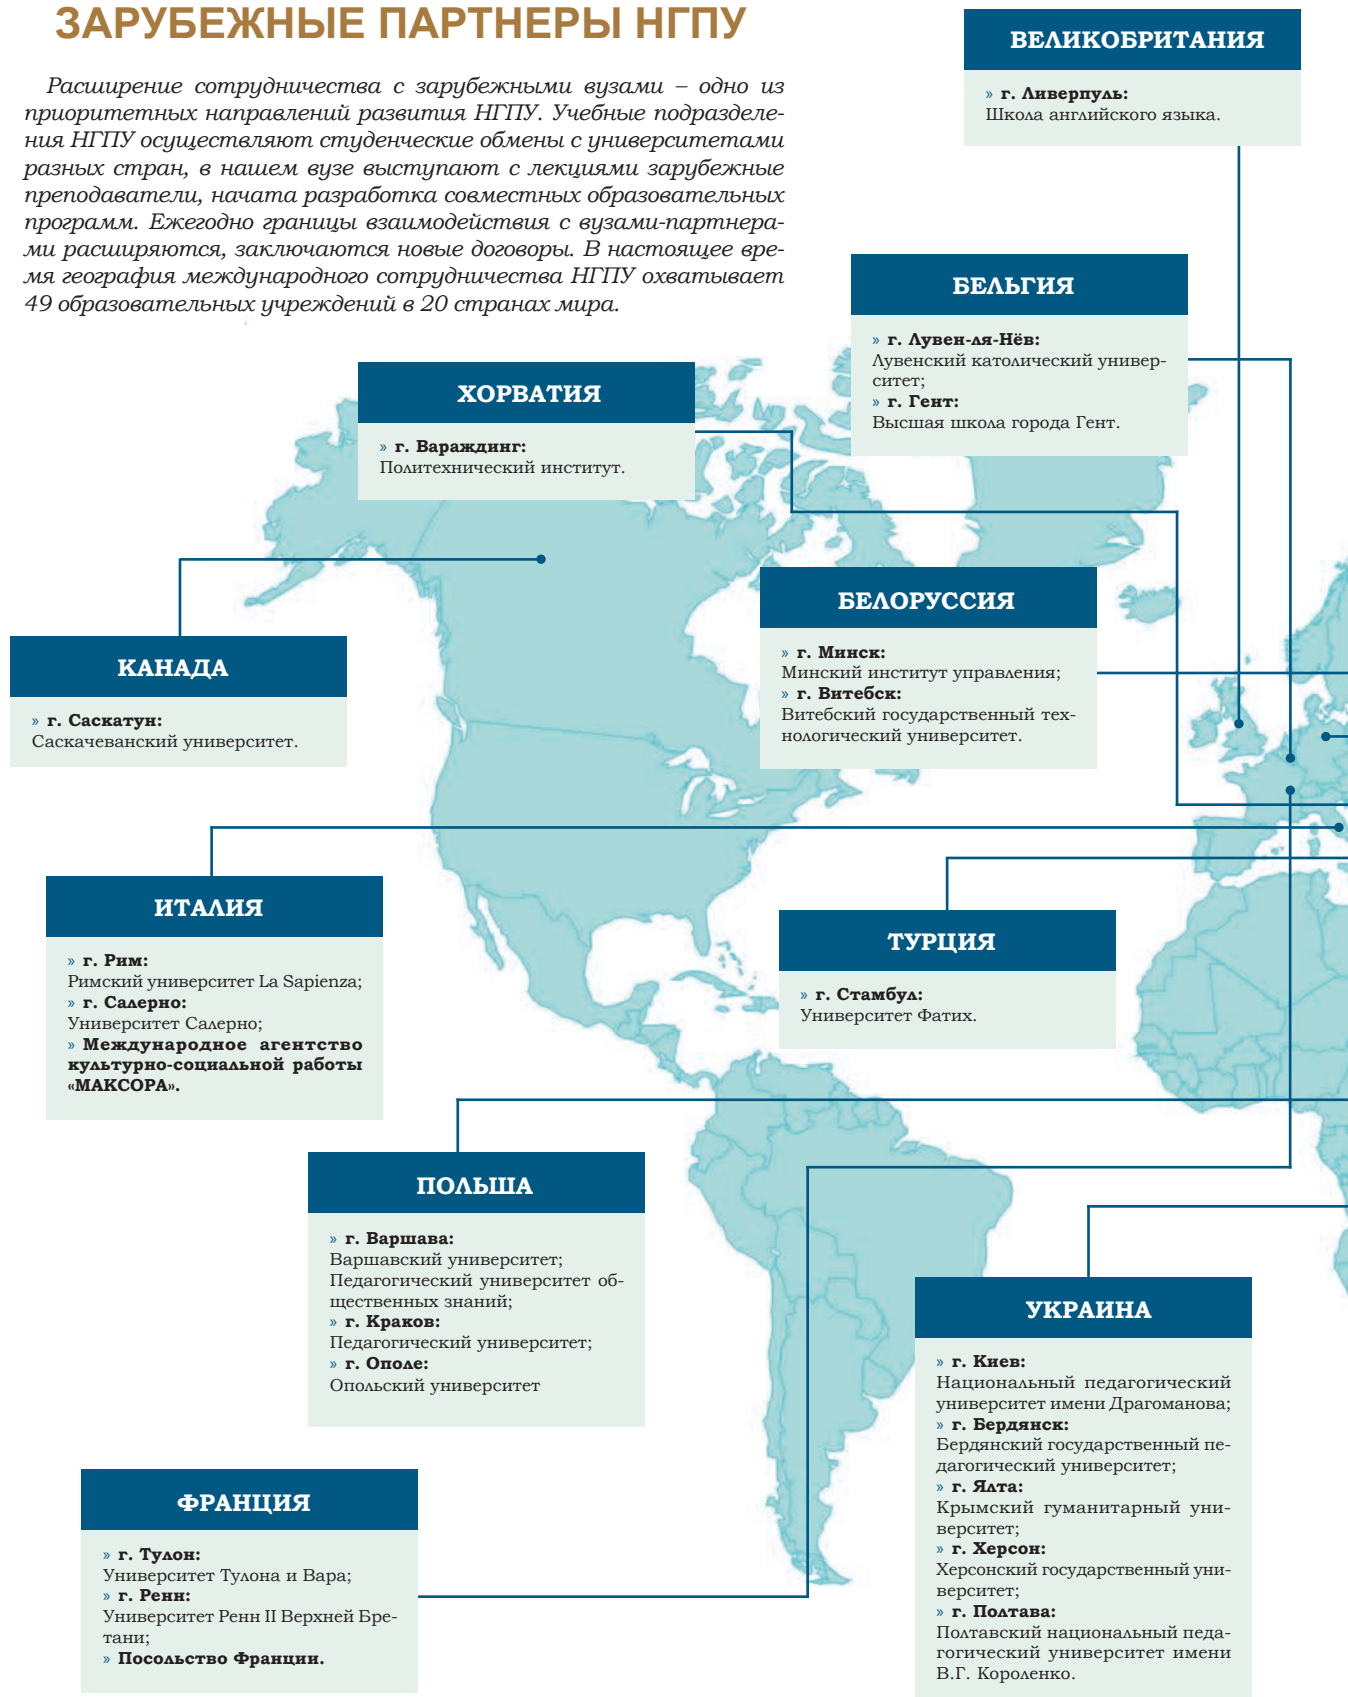 ЗАРУБЕЖНЫЕ ПАРТНЕРЫ НГПУ
Расширение сотрудничества с зарубежными вузами – одно из
приоритетных направлений развития НГПУ. Учебные подразделе-
ния НГПУ осуществляют студенческие обмены с университетами
разных стран, в нашем вузе выступают с лекциями зарубежные
преподаватели, начата разработка совместных образовательных
программ. Ежегодно границы взаимодействия с вузами-партнера-
ми расширяются, заключаются новые договоры. В настоящее вре-
мя география международного сотрудничества НГПУ охватывает
49 образовательных учреждений в 20 странах мира.
ВЕЛИКОБРИТАНИЯ
» г. Ливерпуль:
Школа английского языка.
БЕЛЬГИЯ
» г. Лувен-ля-Нёв:
Лувенский католический универ-
ситет;
» г. Гент:
Высшая школа города Гент.
ХОРВАТИЯ
» г. Вараждинг:
Политехнический институт.
БЕЛОРУССИЯ
» г. Минск:
Минский институт управления;
» г. Витебск:
Витебский государственный тех-
нологический университет.
КАНАДА
» г. Саскатун:
Саскачеванский университет.
ИТАЛИЯ
» г. Рим:
Римский университет La Sapienza;
» г. Салерно:
Университет Салерно;
» Международное агентство
культурно-социальной работы
«МАКСОРА».
ТУРЦИЯ
» г. Стамбул:
Университет Фатих.
ПОЛЬША
» г. Варшава:
Варшавский университет;
Педагогический университет об-
щественных знаний;
» г. Краков:
Педагогический университет;
» г. Ополе:
Опольский университет
УКРАИНА
» г. Киев:
Национальный педагогический
университет имени Драгоманова;
» г. Бердянск:
Бердянский государственный пе-
дагогический университет;
» г. Ялта:
Крымский гуманитарный уни-
верситет;
» г. Херсон:
Херсонский государственный уни-
верситет;
» г. Полтава:
Полтавский национальный педа-
гогический университет имени
В.Г. Короленко.
ФРАНЦИЯ
» г. Тулон:
Университет Тулона и Вара;
» г. Ренн:
Университет Ренн II Верхней Бре-
тани;
» Посольство Франции.